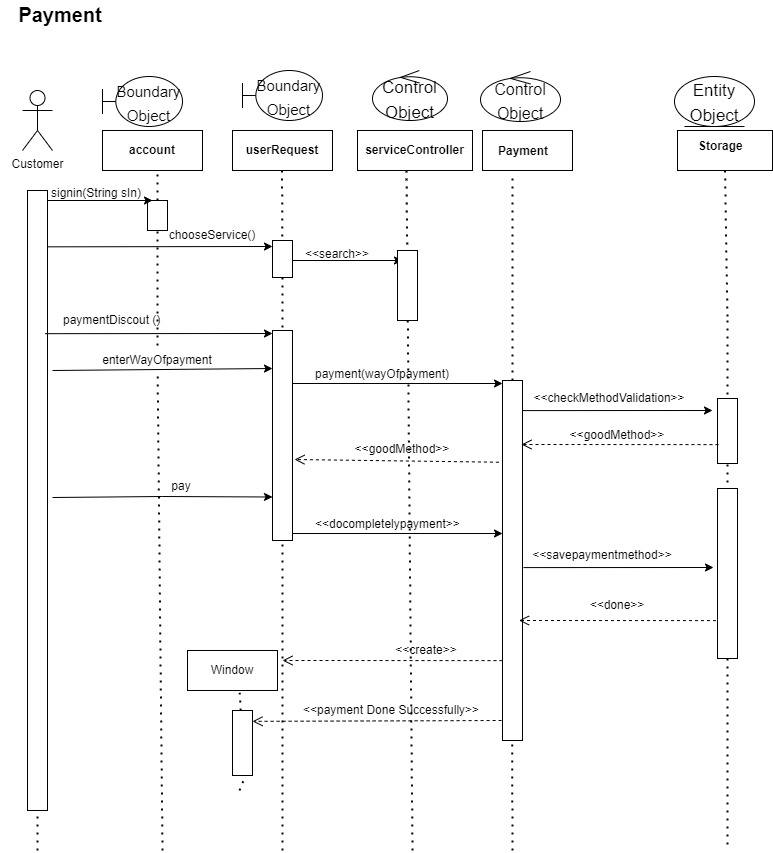 Payment
Boundary
Object
Boundary
Object
Control
Object
Control
Object
Entity
Object
Customer
account
userRequest
serviceController
Payment
Storage
signin(String sIn)
chooseService()
<<search>>
paymentDiscout ()
enterWayOfpayment
payment(wayOfpayment)
<<checkMethodValidation>>
<<goodMethod>>
<<goodMethod>>
pay
<<docompletelypayment>>
<<savepaymentmethod>>
<<done>>
<<create>>
Window
<<payment Done Successfully>>